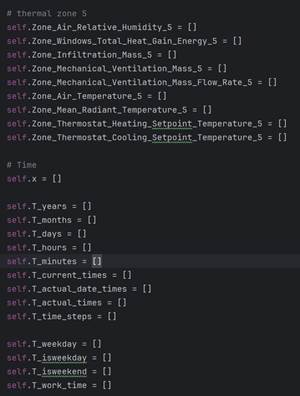 # thermal zone 5
self.Zone_Air_Relative_Humidity_5 = []
self.Zone_Windows_Total_Heat_Gain_Energy_5 = []
self.Zone_Infiltration_Mass_5 = []
self.Zone_Mechanical_Ventilation_Mass_5 = []
self.Zone_Mechanical_Ventilation_Mass_Flow_Rate_5 = []
self.Zone_Air_Temperature_5 = []
self.Zone_Mean_Radiant_Temperature_5 = []
self.Zone_Thermostat_Heating_Setpoint_Temperature_5 = []
self.Zone_Thermostat_Cooling_Setpoint_Temperature_5 = []
# Time
self.x = []
self.T_years = []
self.T_months = []
self.T_days = []
self.T_hours = []
self.T_minutes = []
self.T_current_times = []
self.T_actual_date_times = []
self.T_actual_times = []
self.T_time_steps = []
self.T_weekday = []
self.T_isweekday = []
self.T_isweekend = []
self.T_work_time = []